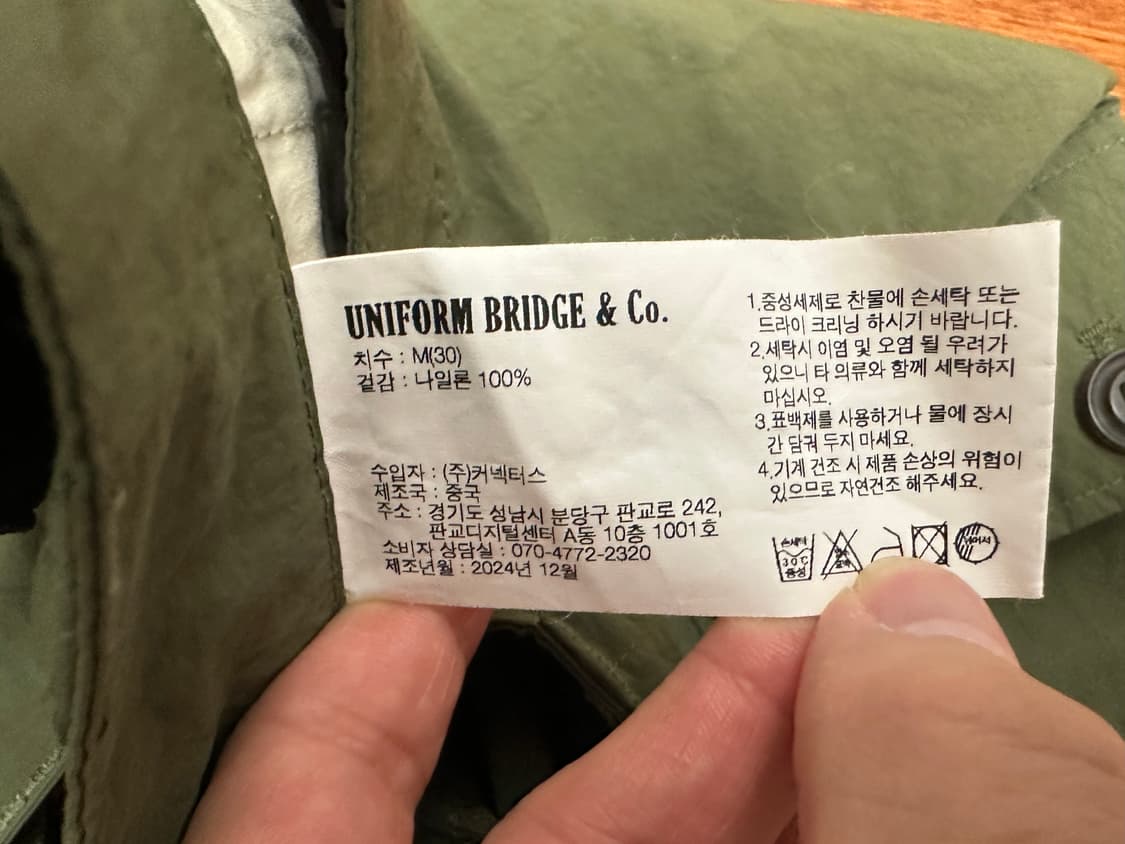 UNIFORM BRIDGE & Co.
치수 : M(30)
겉감 : 나일론 100%
수입자 : (주)커넥터스
제조국 : 중국
주소 : 경기도 성남시 분당구 판교로 242,
판교디지털센터 A동 10층 1001호
소비자 상담실 : 070-4772-2320
제조년월 : 2024년 12월
1.중성세제로 찬물에 손세탁 또는
드라이 크리닝 하시기 바랍니다.
2.세탁시 이염 및 오염 될 우려가
있으니 타 의류와 함께 세탁하지
마십시오.
3.표백제를 사용하거나 물에 장시
간 담궈 두지 마세요.
4.기계 건조 시 제품 손상의 위험이
있으므로 자연건조 해주세요.
손세탁
30℃
중성
뉘어서